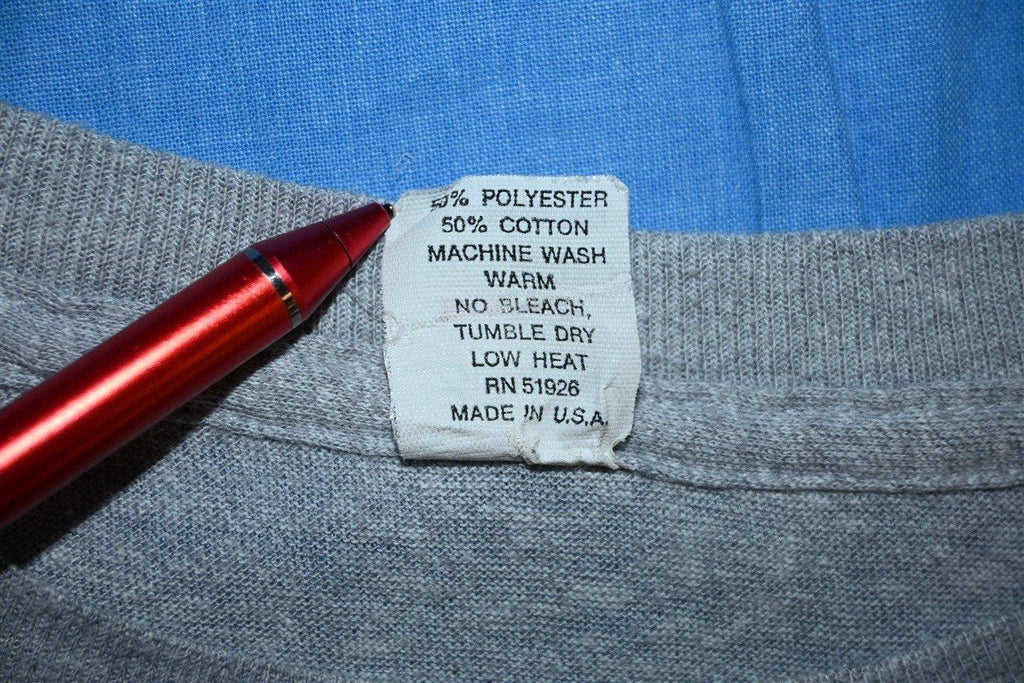 50% POLYESTER
50% COTTON
MACHINE WASH
WARM
NO BLEACH,
TUMBLE DRY
LOW HEAT
RN 51926
MADE IN U.S.A.